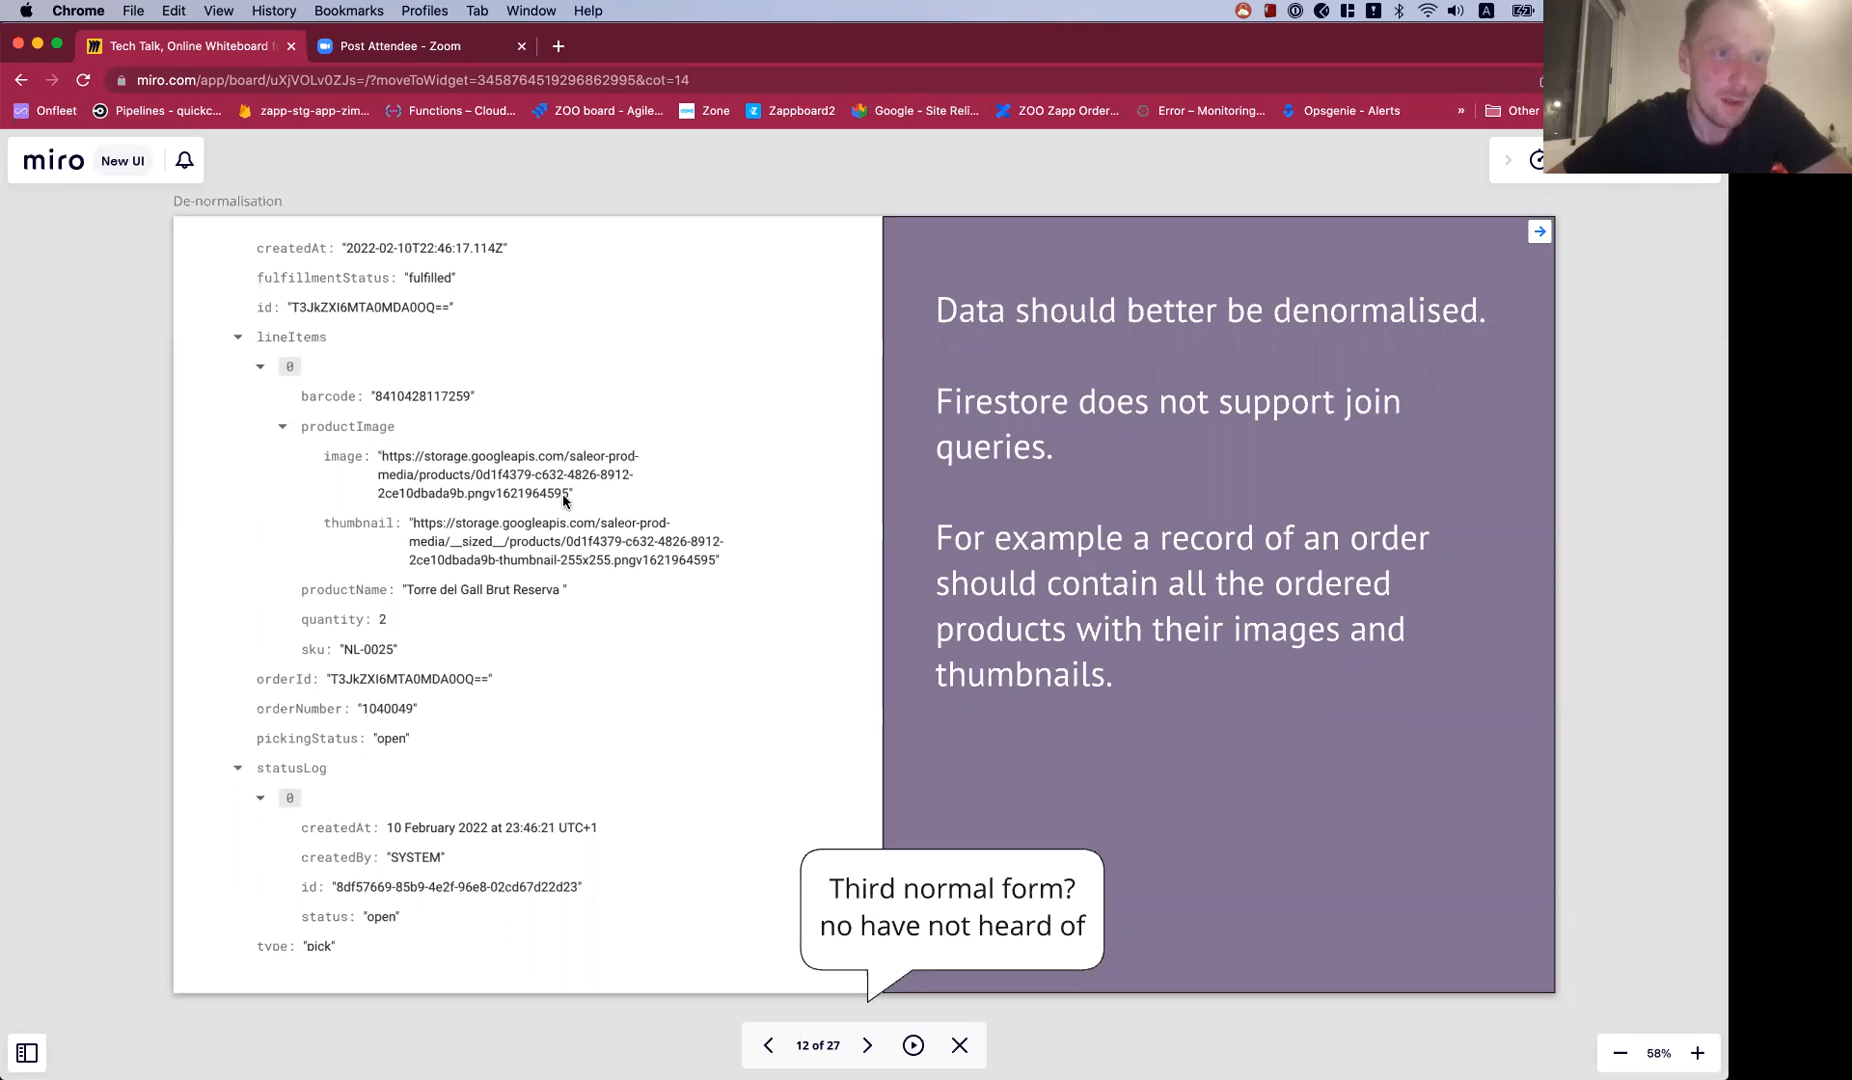 Chrome File Edit View History Bookmarks Profiles Tab Window Help
A
Tech Talk, Online Whiteboard
Post Attendee - Zoom
miro.com/app/board/uXjVOLv0ZJs=/?moveToWidget=3458764519296862995&cot=14
Onfleet Pipelines - quickc... zapp-stg-app-zim... Functions – Cloud... ZOO board - Agile... Zone Zappboard2 Google - Site Reli... ZOO Zapp Order... Error – Monitoring... Opsgenie - Alerts » Other
miro New UI
De-normalisation
createdAt: "2022-02-10T22:46:17.114Z"
fulfillmentStatus: "fulfilled"
id: "T3JkZXI6MTA0MDA0OQ=="
lineItems
0
barcode: "8410428117259"
productImage
image: "https://storage.googleapis.com/saleor-prod-
media/products/0d1f4379-c632-4826-8912-
2ce10dbada9b.pngv1621964595"
thumbnail: "https://storage.googleapis.com/saleor-prod-
media/__sized__/products/0d1f4379-c632-4826-8912-
2ce10dbada9b-thumbnail-255x255.pngv1621964595"
productName: "Torre del Gall Brut Reserva "
quantity: 2
sku: "NL-0025"
orderId: "T3JkZXI6MTA0MDA0OQ=="
orderNumber: "1040049"
pickingStatus: "open"
statusLog
0
createdAt: 10 February 2022 at 23:46:21 UTC+1
createdBy: "SYSTEM"
id: "8df57669-85b9-4e2f-96e8-02cd67d22d23"
status: "open"
type: "pick"
Data should better be denormalised.
Firestore does not support join
queries.
For example a record of an order
should contain all the ordered
products with their images and
thumbnails.
Third normal form?
no have not heard of
12 of 27
58%